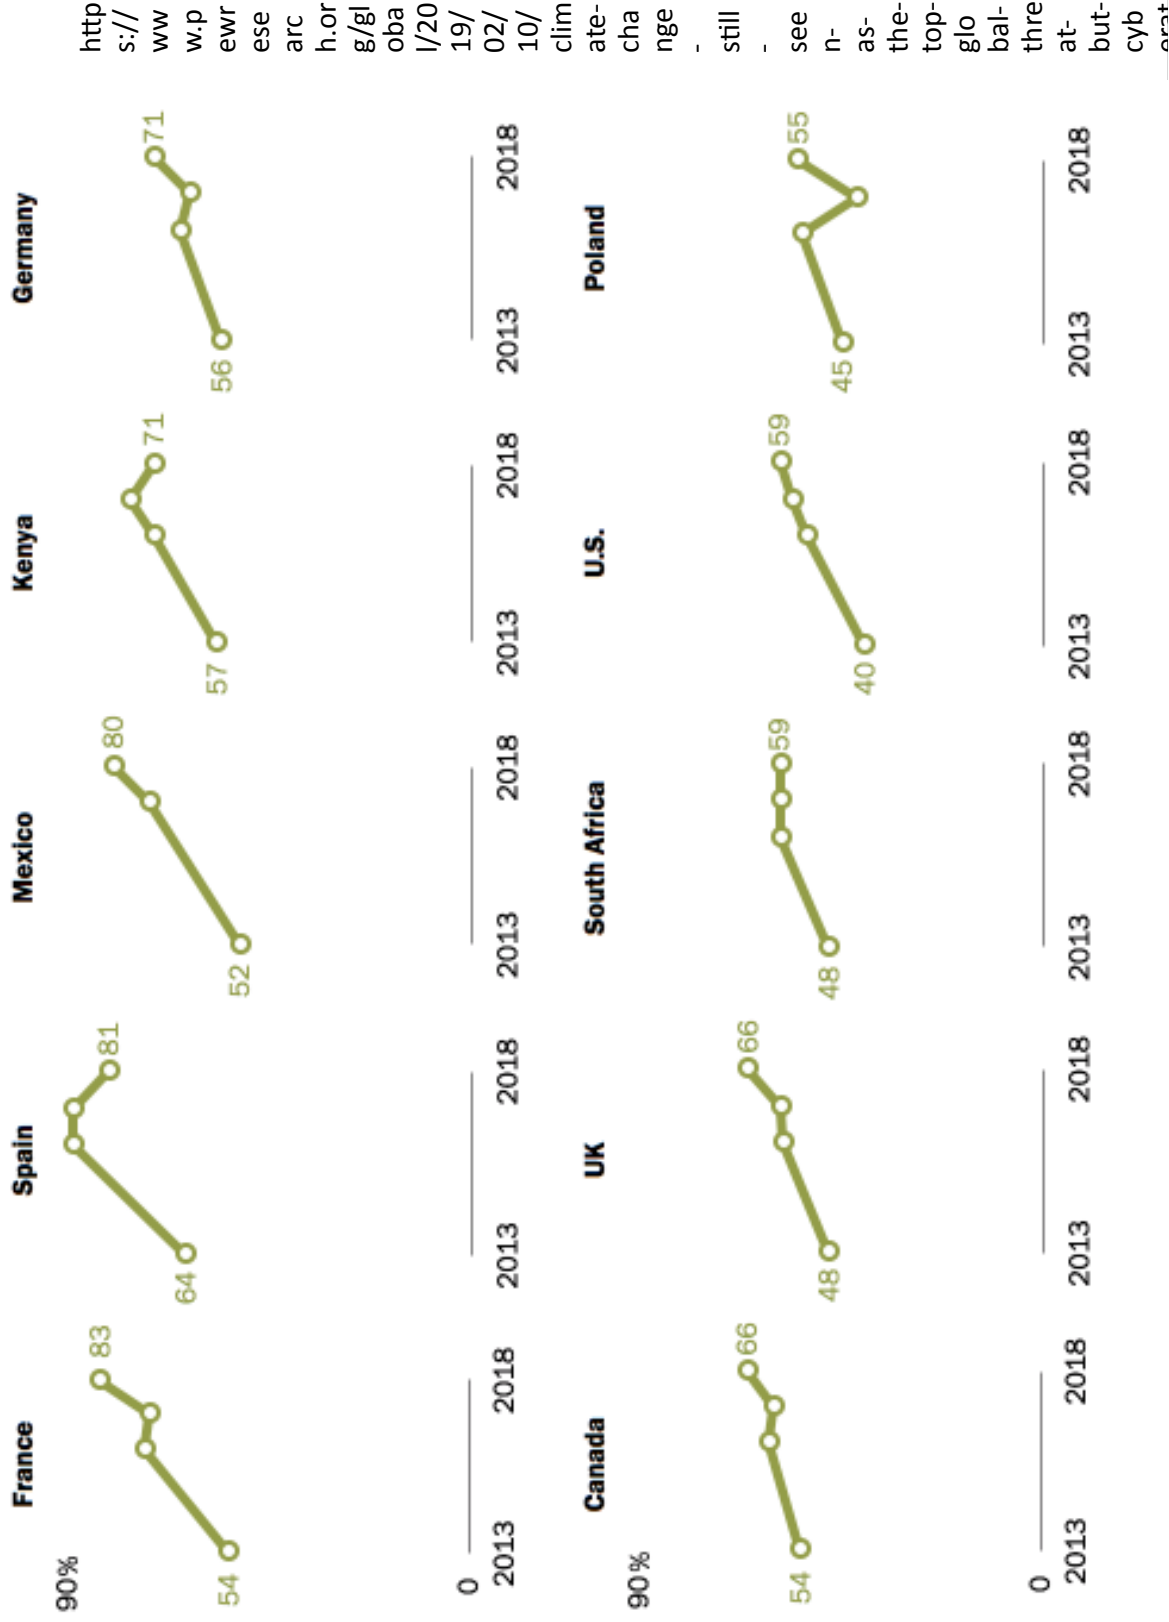 France Spain Mexico Kenya Germany
90%
83 81 80 71 71
54 64 52 57 56
0
2013 2018 2013 2018 2013 2018 2013 2018 2013 2018
Canada UK South Africa U.S. Poland
90%
66 66 59 59 55
54 48 48 40 45
0
2013 2018 2013 2018 2013 2018 2013 2018 2013 2018
http
s://
ww
w.p
ewr
ese
arc
h.or
g/gl
oba
l/20
19/
02/
10/
clim
ate-
cha
nge
-
still
-
see
n-
as-
the-
top-
glo
bal-
thre
at-
but-
cyb